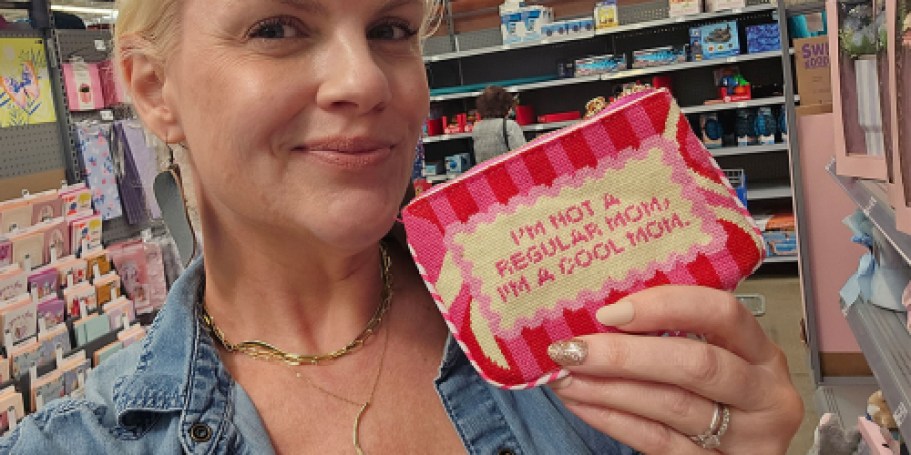 I'M NOT A
REGULAR MOM,
I'M A COOL MOM.